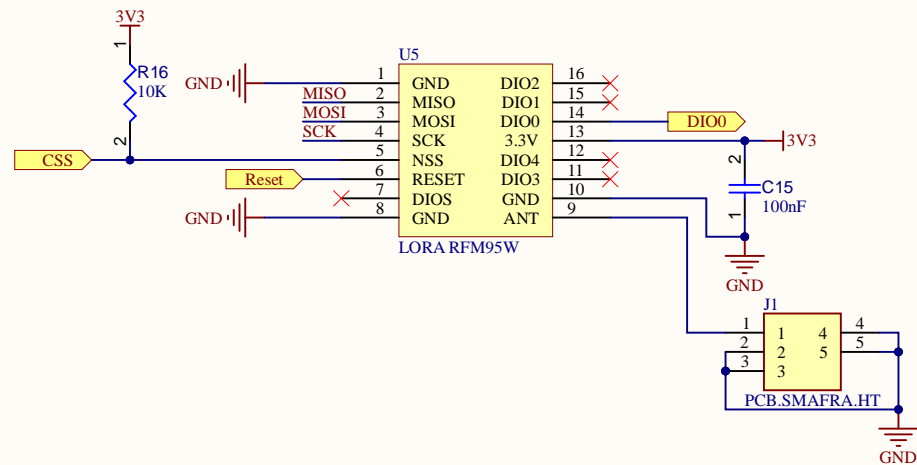 3V3
1
R16
10K
2
CSS
GND
MISO
MOSI
SCK
Reset
GND
U5
1 GND DIO2 16
2 MISO DIO1 15
3 MOSI DIO0 14
4 SCK 3.3V 13
5 NSS DIO4 12
6 RESET DIO3 11
7 DIOS GND 10
8 GND ANT 9
LORA RFM95W
DIO0
3V3
2
C15
100nF
1
GND
J1
1 1 4 4
2 2 5 5
3 3
PCB.SMAFRA.HT
GND